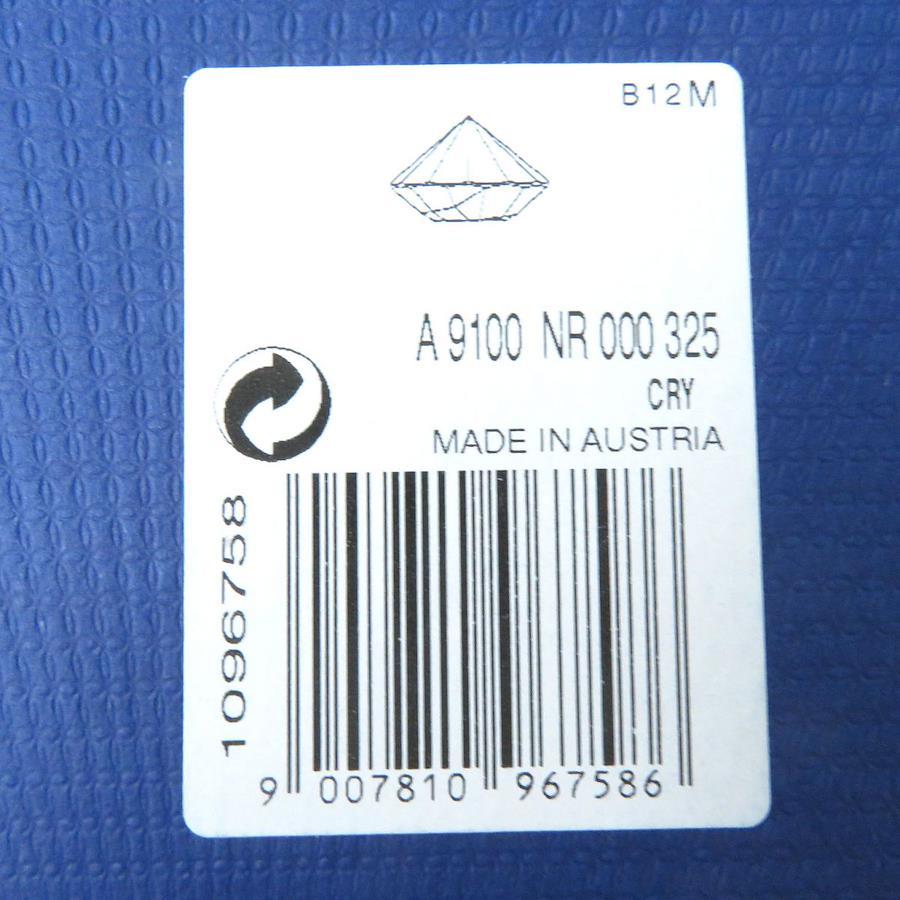 B12M
A 9100 NR 000 325
CRY
MADE IN AUSTRIA
1096758
9 007810 967586